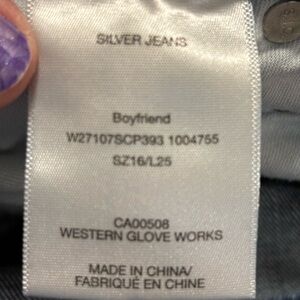 SILVER JEANS
Boyfriend
W27107SCP393 1004755
SZ16/L25
CA00508
WESTERN GLOVE WORKS
MADE IN CHINA/
FABRIQUÉ EN CHINE